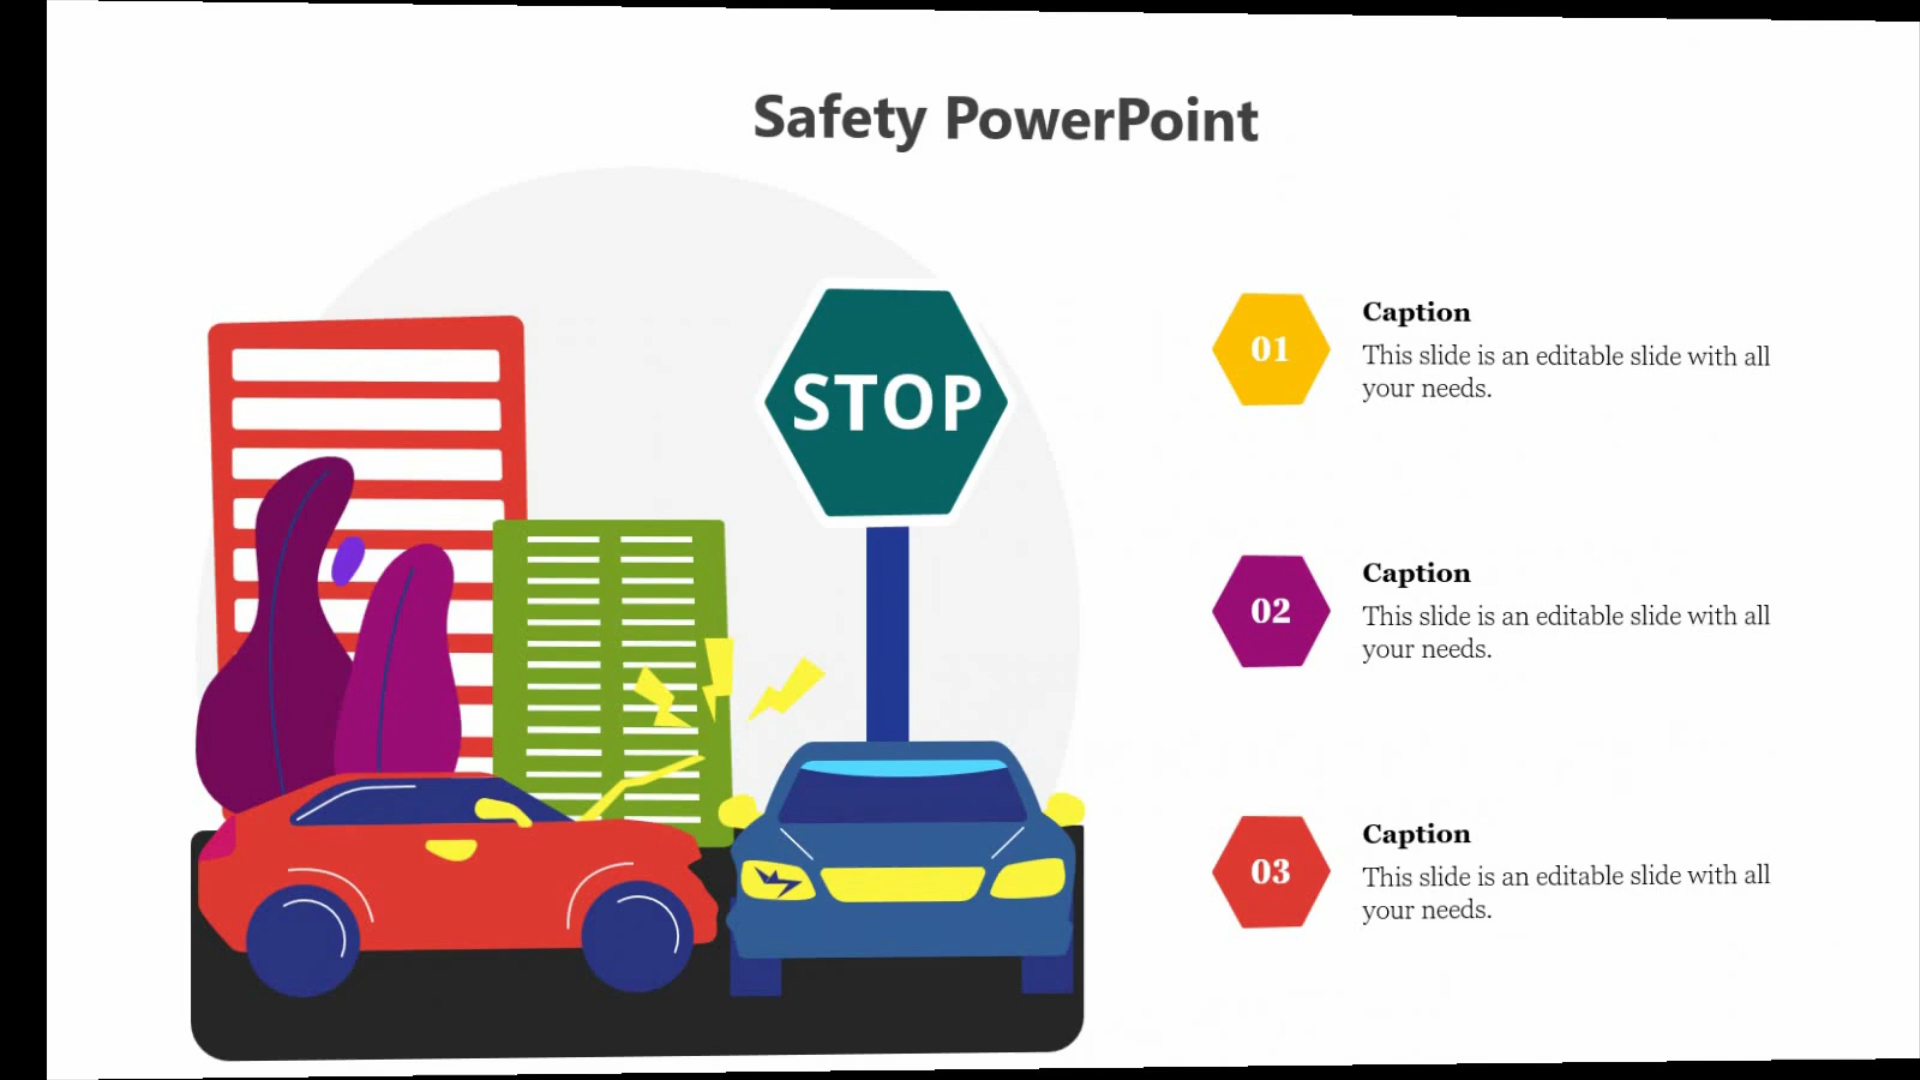 Safety PowerPoint
STOP
01
Caption
This slide is an editable slide with all
your needs.
02
Caption
This slide is an editable slide with all
your needs.
03
Caption
This slide is an editable slide with all
your needs.